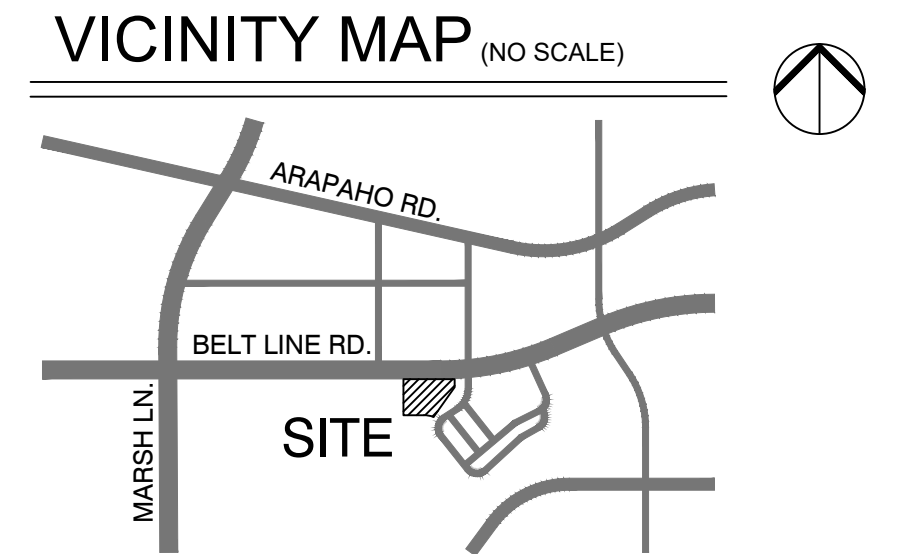 VICINITY MAP (NO SCALE)
ARAPAHO RD.
BELT LINE RD.
MARSH LN.
SITE